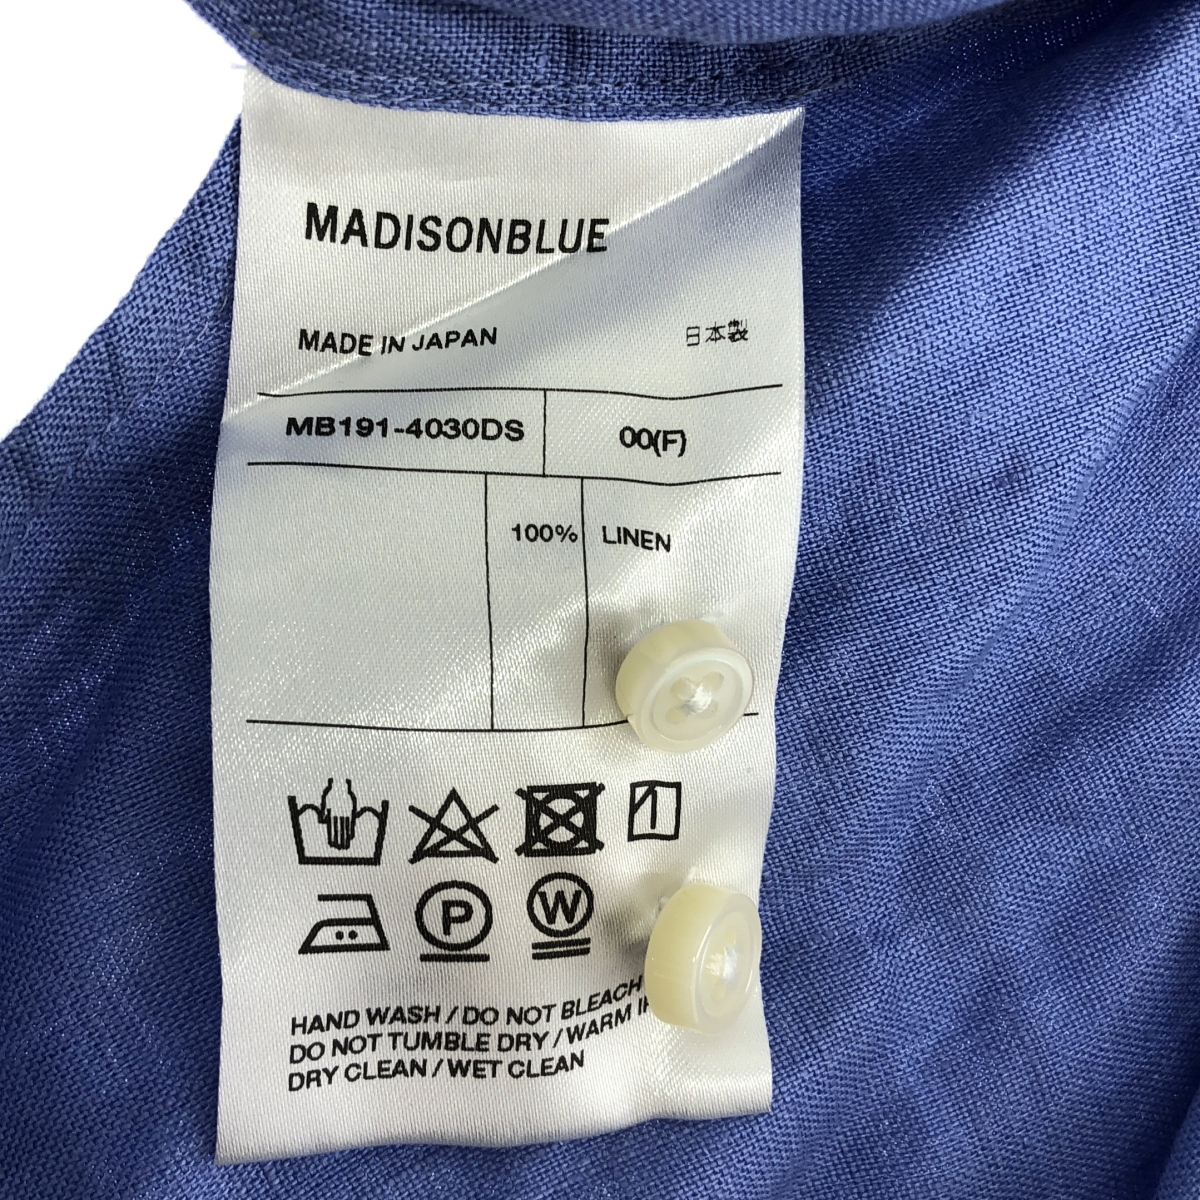 MADISONBLUE
MADE IN JAPAN 日本製
MB191-4030DS 00(F)
100% LINEN
P W
HAND WASH / DO NOT BLEACH
DO NOT TUMBLE DRY / WARM
DRY CLEAN / WET CLEAN